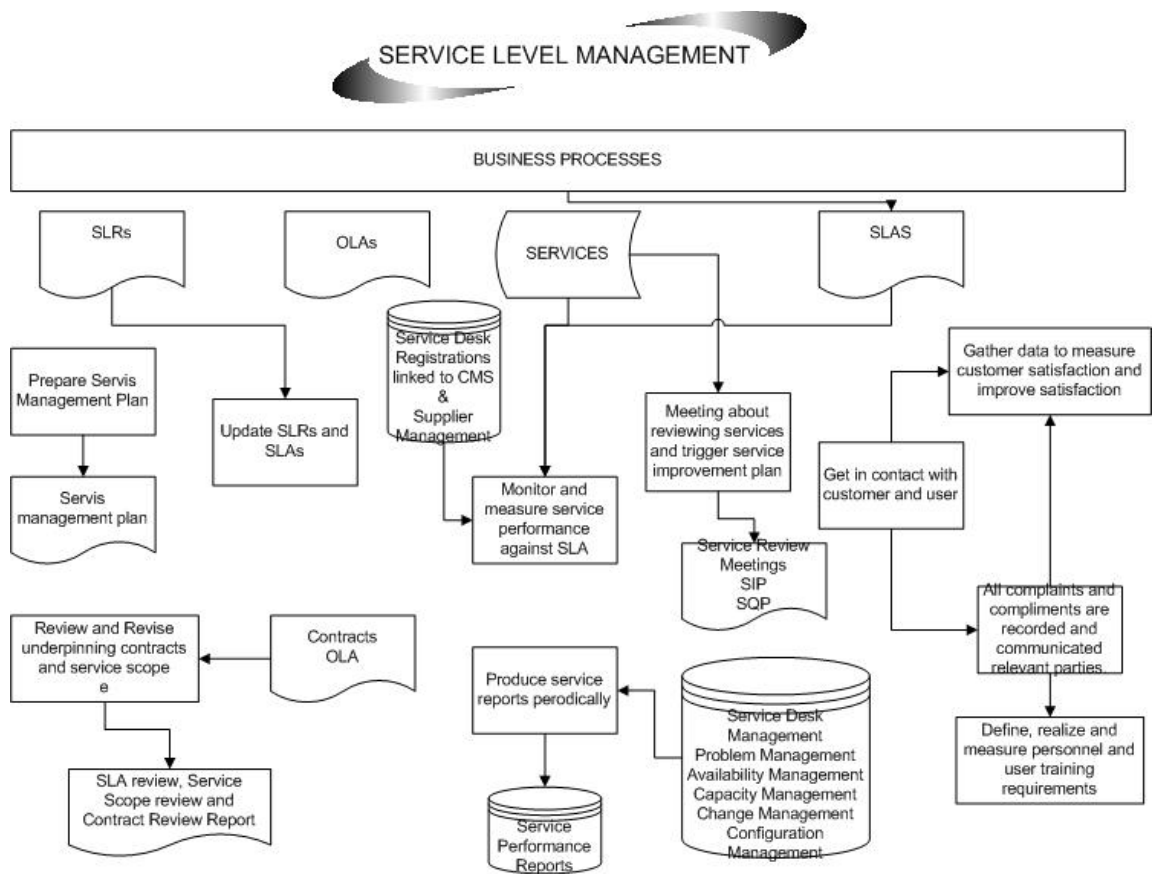 SERVICE LEVEL MANAGEMENT
BUSINESS PROCESSES
SLRs
OLAs
SERVICES
SLAS
Service Desk
Registrations
linked to CMS
&
Supplier
Management
Gather data to measure
customer satisfaction and
improve satisfaction
Prepare Servis
Management Plan
Update SLRs and
SLAs
Meeting about
reviewing services
and trigger service
improvement plan
Get in contact with
customer and user
Servis
management plan
Monitor and
measure service
performance
against SLA
Service Review
Meetings
SIP
SQP
All complaints and
compliments are
recorded and
communicated
relevant parties.
Review and Revise
underpinning contracts
and service scope
e
Contracts
OLA
Produce service
reports perodically
Service Desk
Management
Problem Management
Availability Management
Capacity Management
Change Management
Configuration
Management
Define, realize and
measure personnel and
user training
requirements
SLA review, Service
Scope review and
Contract Review Report
Service
Performance
Reports